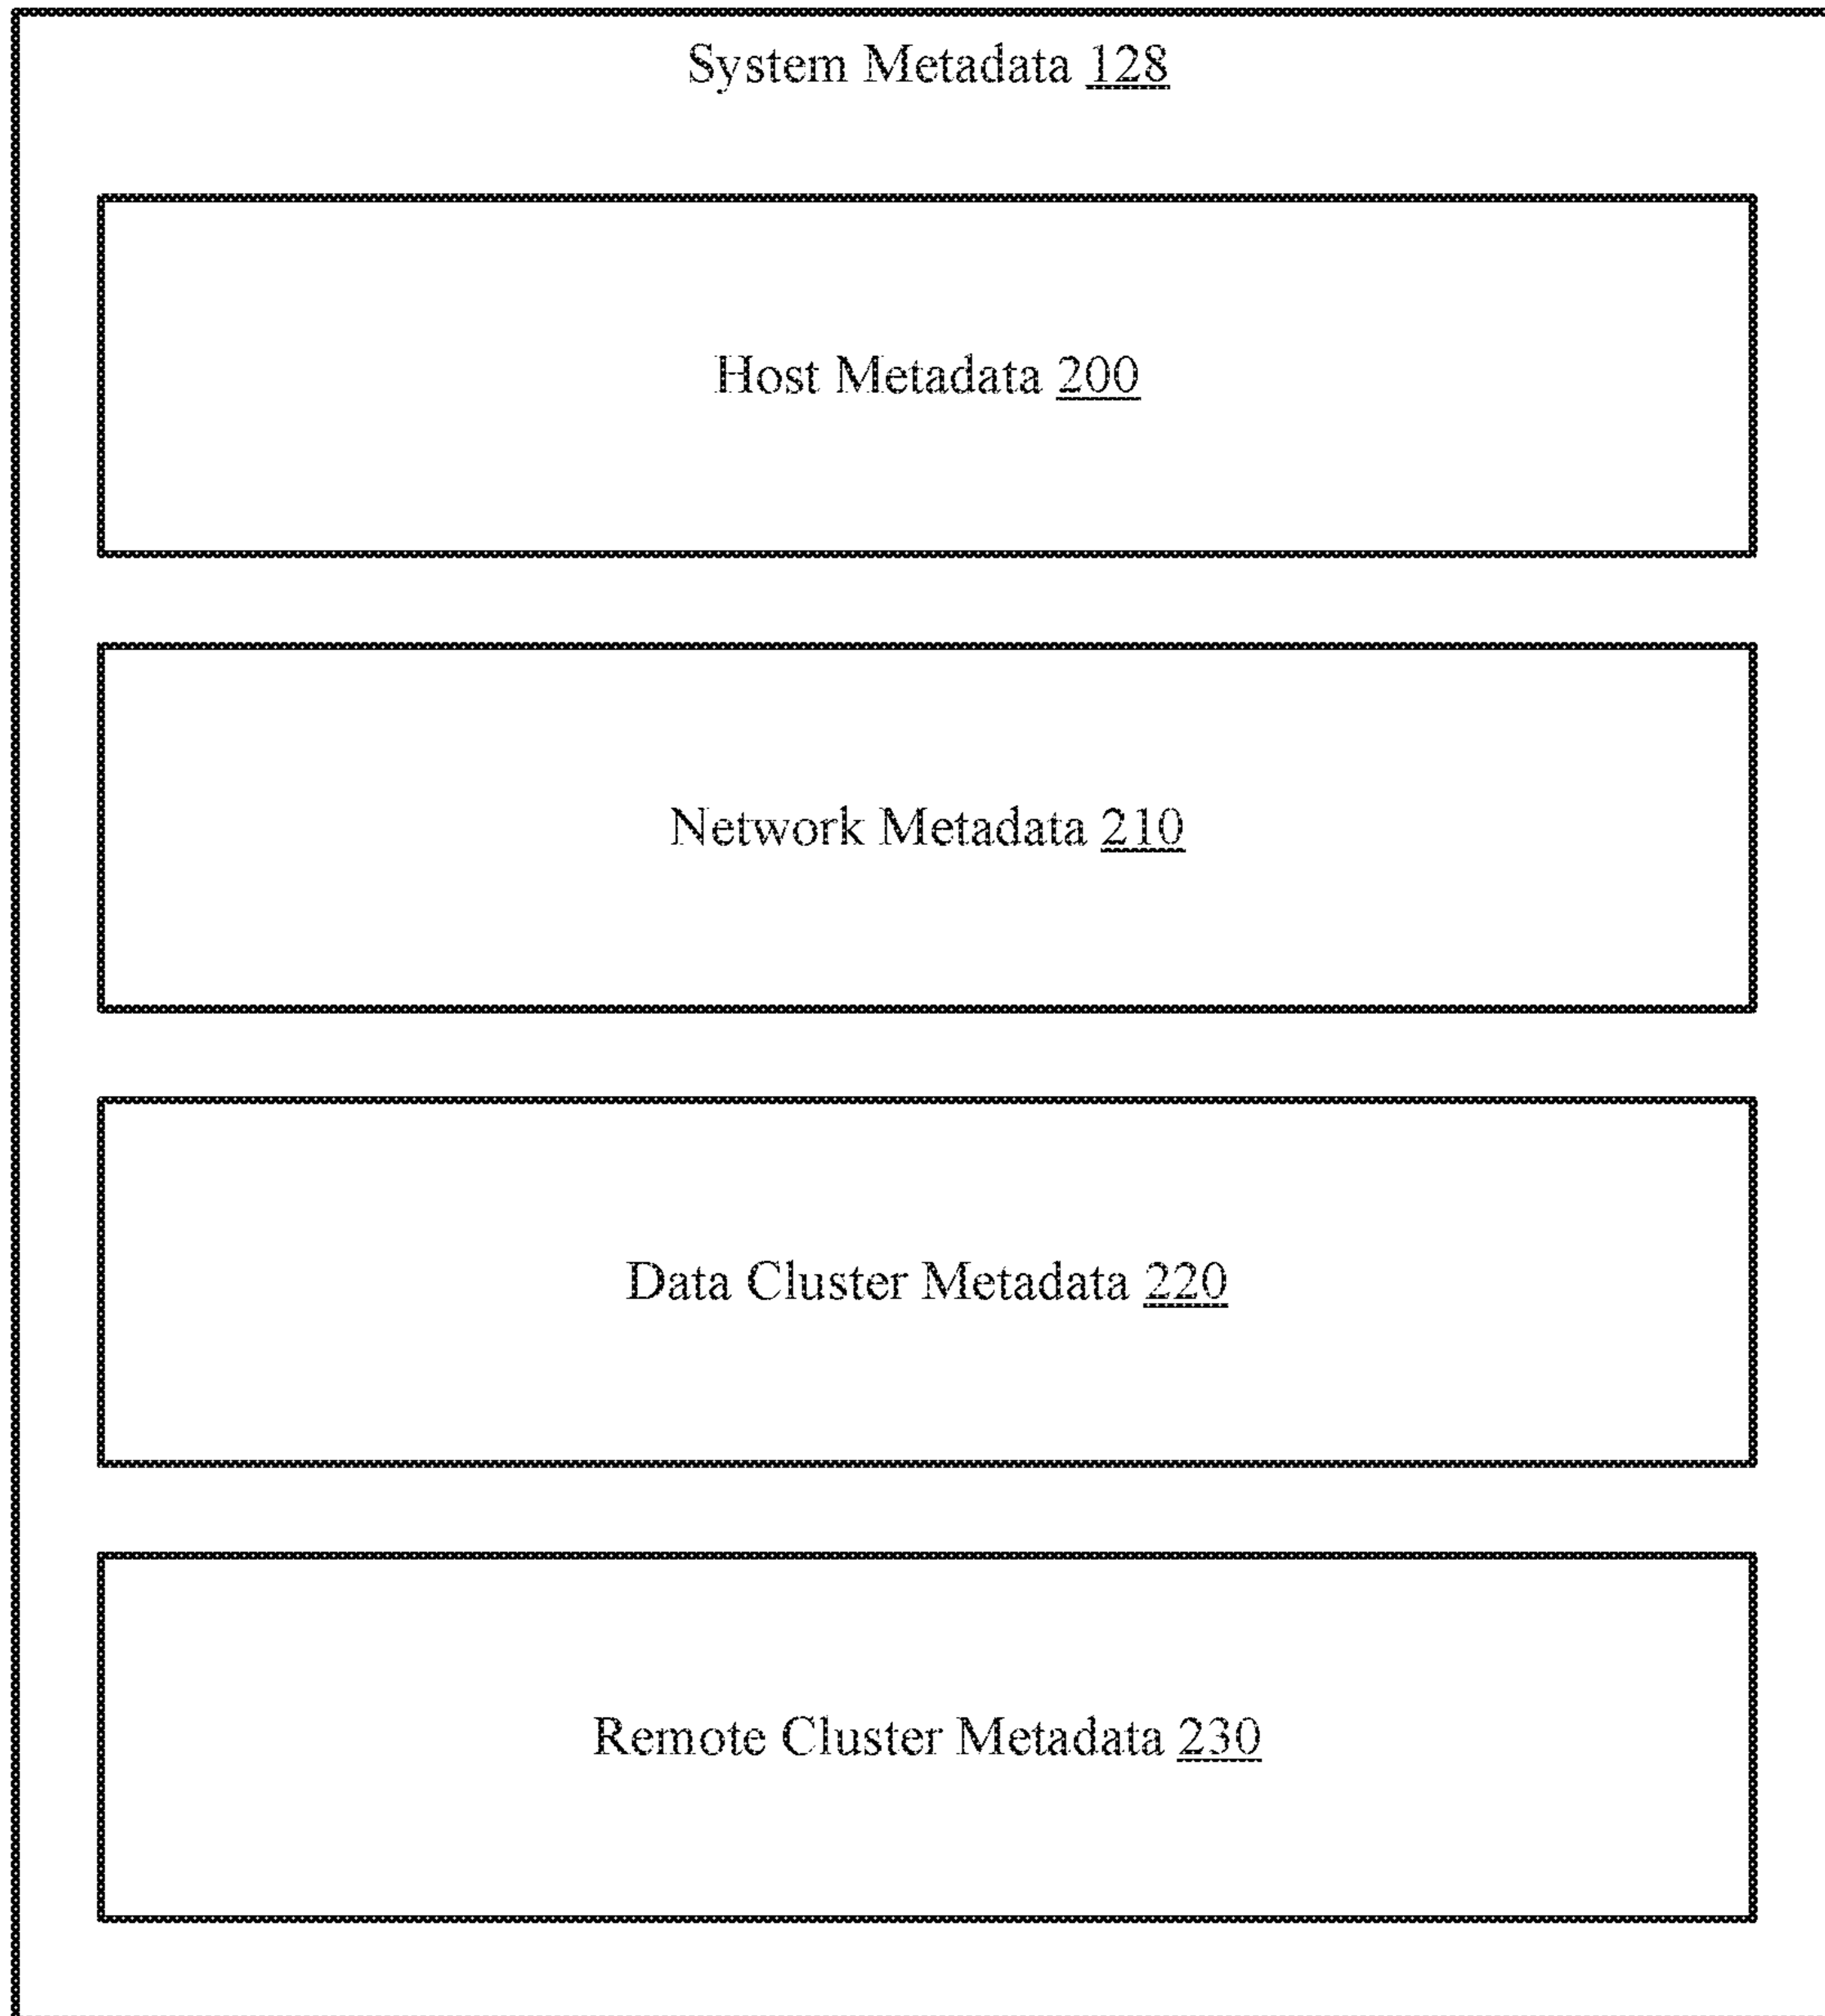 System Metadata 128
Host Metadata 200
Network Metadata 210
Data Cluster Metadata 220
Remote Cluster Metadata 230